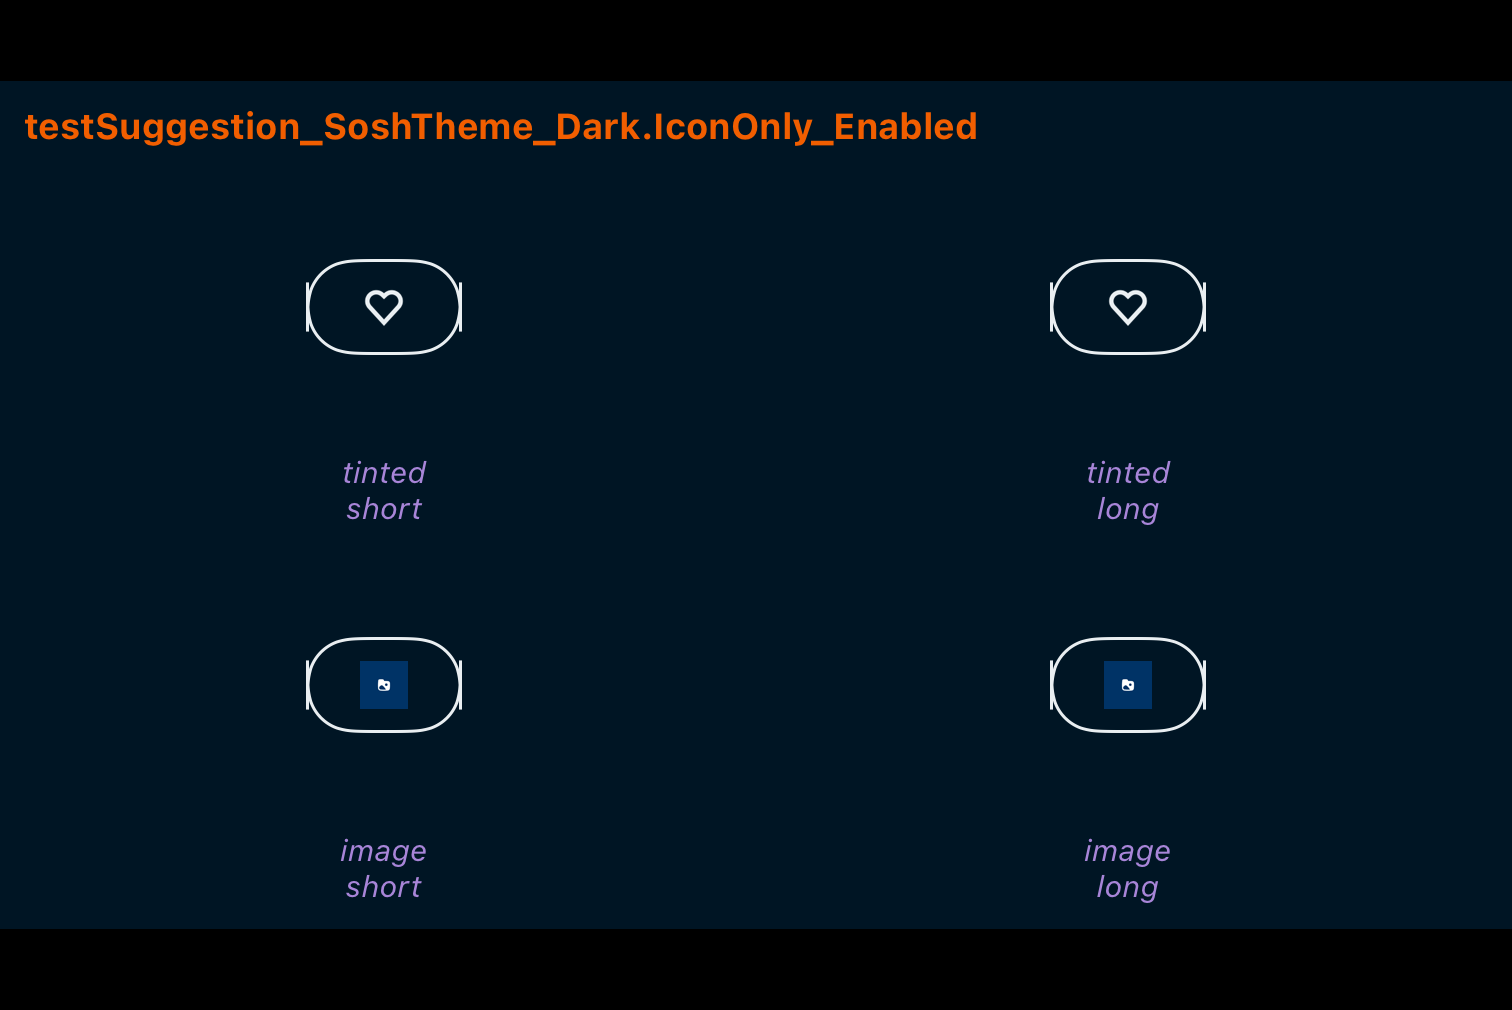 testSuggestion_SoshTheme_Dark.IconOnly_Enabled
tinted
short
tinted
long
image
short
image
long